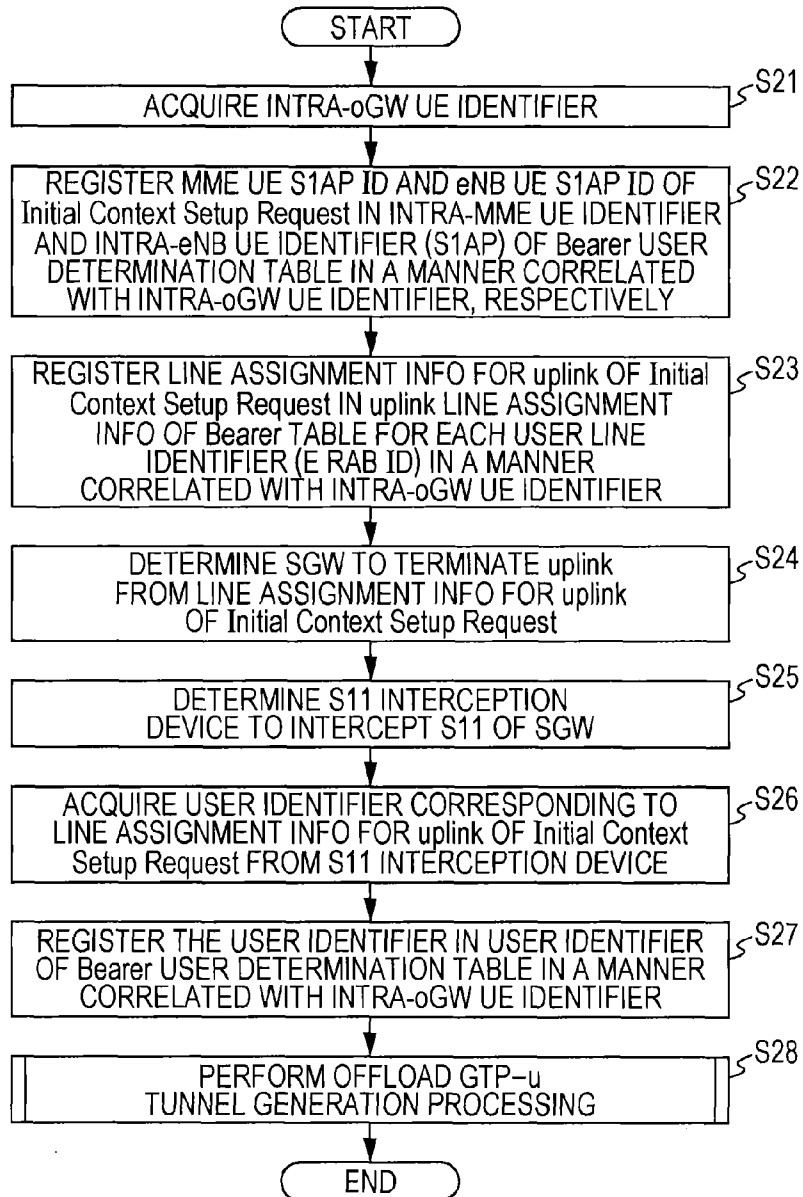 START
S21
ACQUIRE INTRA-oGW UE IDENTIFIER
S22
REGISTER MME UE S1AP ID AND eNB UE S1AP ID OF
Initial Context Setup Request IN INTRA-MME UE IDENTIFIER
AND INTRA-eNB UE IDENTIFIER (S1AP) OF Bearer USER
DETERMINATION TABLE IN A MANNER CORRELATED
WITH INTRA-oGW UE IDENTIFIER, RESPECTIVELY
S23
REGISTER LINE ASSIGNMENT INFO FOR uplink OF Initial
Context Setup Request IN uplink LINE ASSIGNMENT
INFO OF Bearer TABLE FOR EACH USER LINE
IDENTIFIER (E RAB ID) IN A MANNER
CORRELATED WITH INTRA-oGW UE IDENTIFIER
S24
DETERMINE SGW TO TERMINATE uplink
FROM LINE ASSIGNMENT INFO FOR uplink
OF Initial Context Setup Request
S25
DETERMINE S11 INTERCEPTION
DEVICE TO INTERCEPT S11 OF SGW
S26
ACQUIRE USER IDENTIFIER CORRESPONDING TO
LINE ASSIGNMENT INFO FOR uplink OF Initial Context
Setup Request FROM S11 INTERCEPTION DEVICE
S27
REGISTER THE USER IDENTIFIER IN USER IDENTIFIER
OF Bearer USER DETERMINATION TABLE IN A MANNER
CORRELATED WITH INTRA-oGW UE IDENTIFIER
S28
PERFORM OFFLOAD GTP-u
TUNNEL GENERATION PROCESSING
END